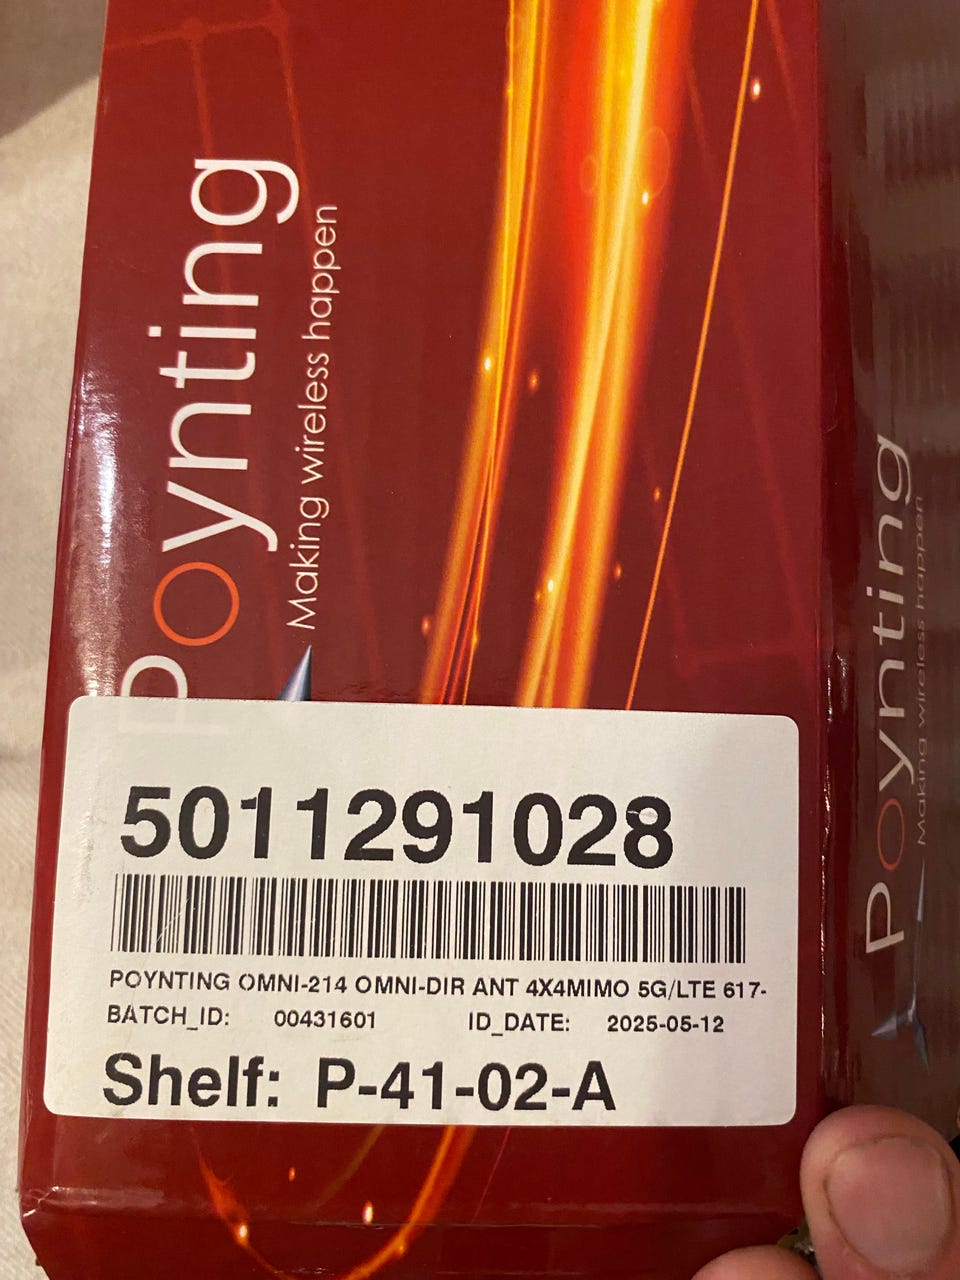 Poynting
Making wireless happen
5011291028
POYNTING OMNI-214 OMNI-DIR ANT 4X4MIMO 5G/LTE 617-
BATCH_ID: 00431601 ID_DATE: 2025-05-12
Shelf: P-41-02-A
Poynting
Making wireless happen